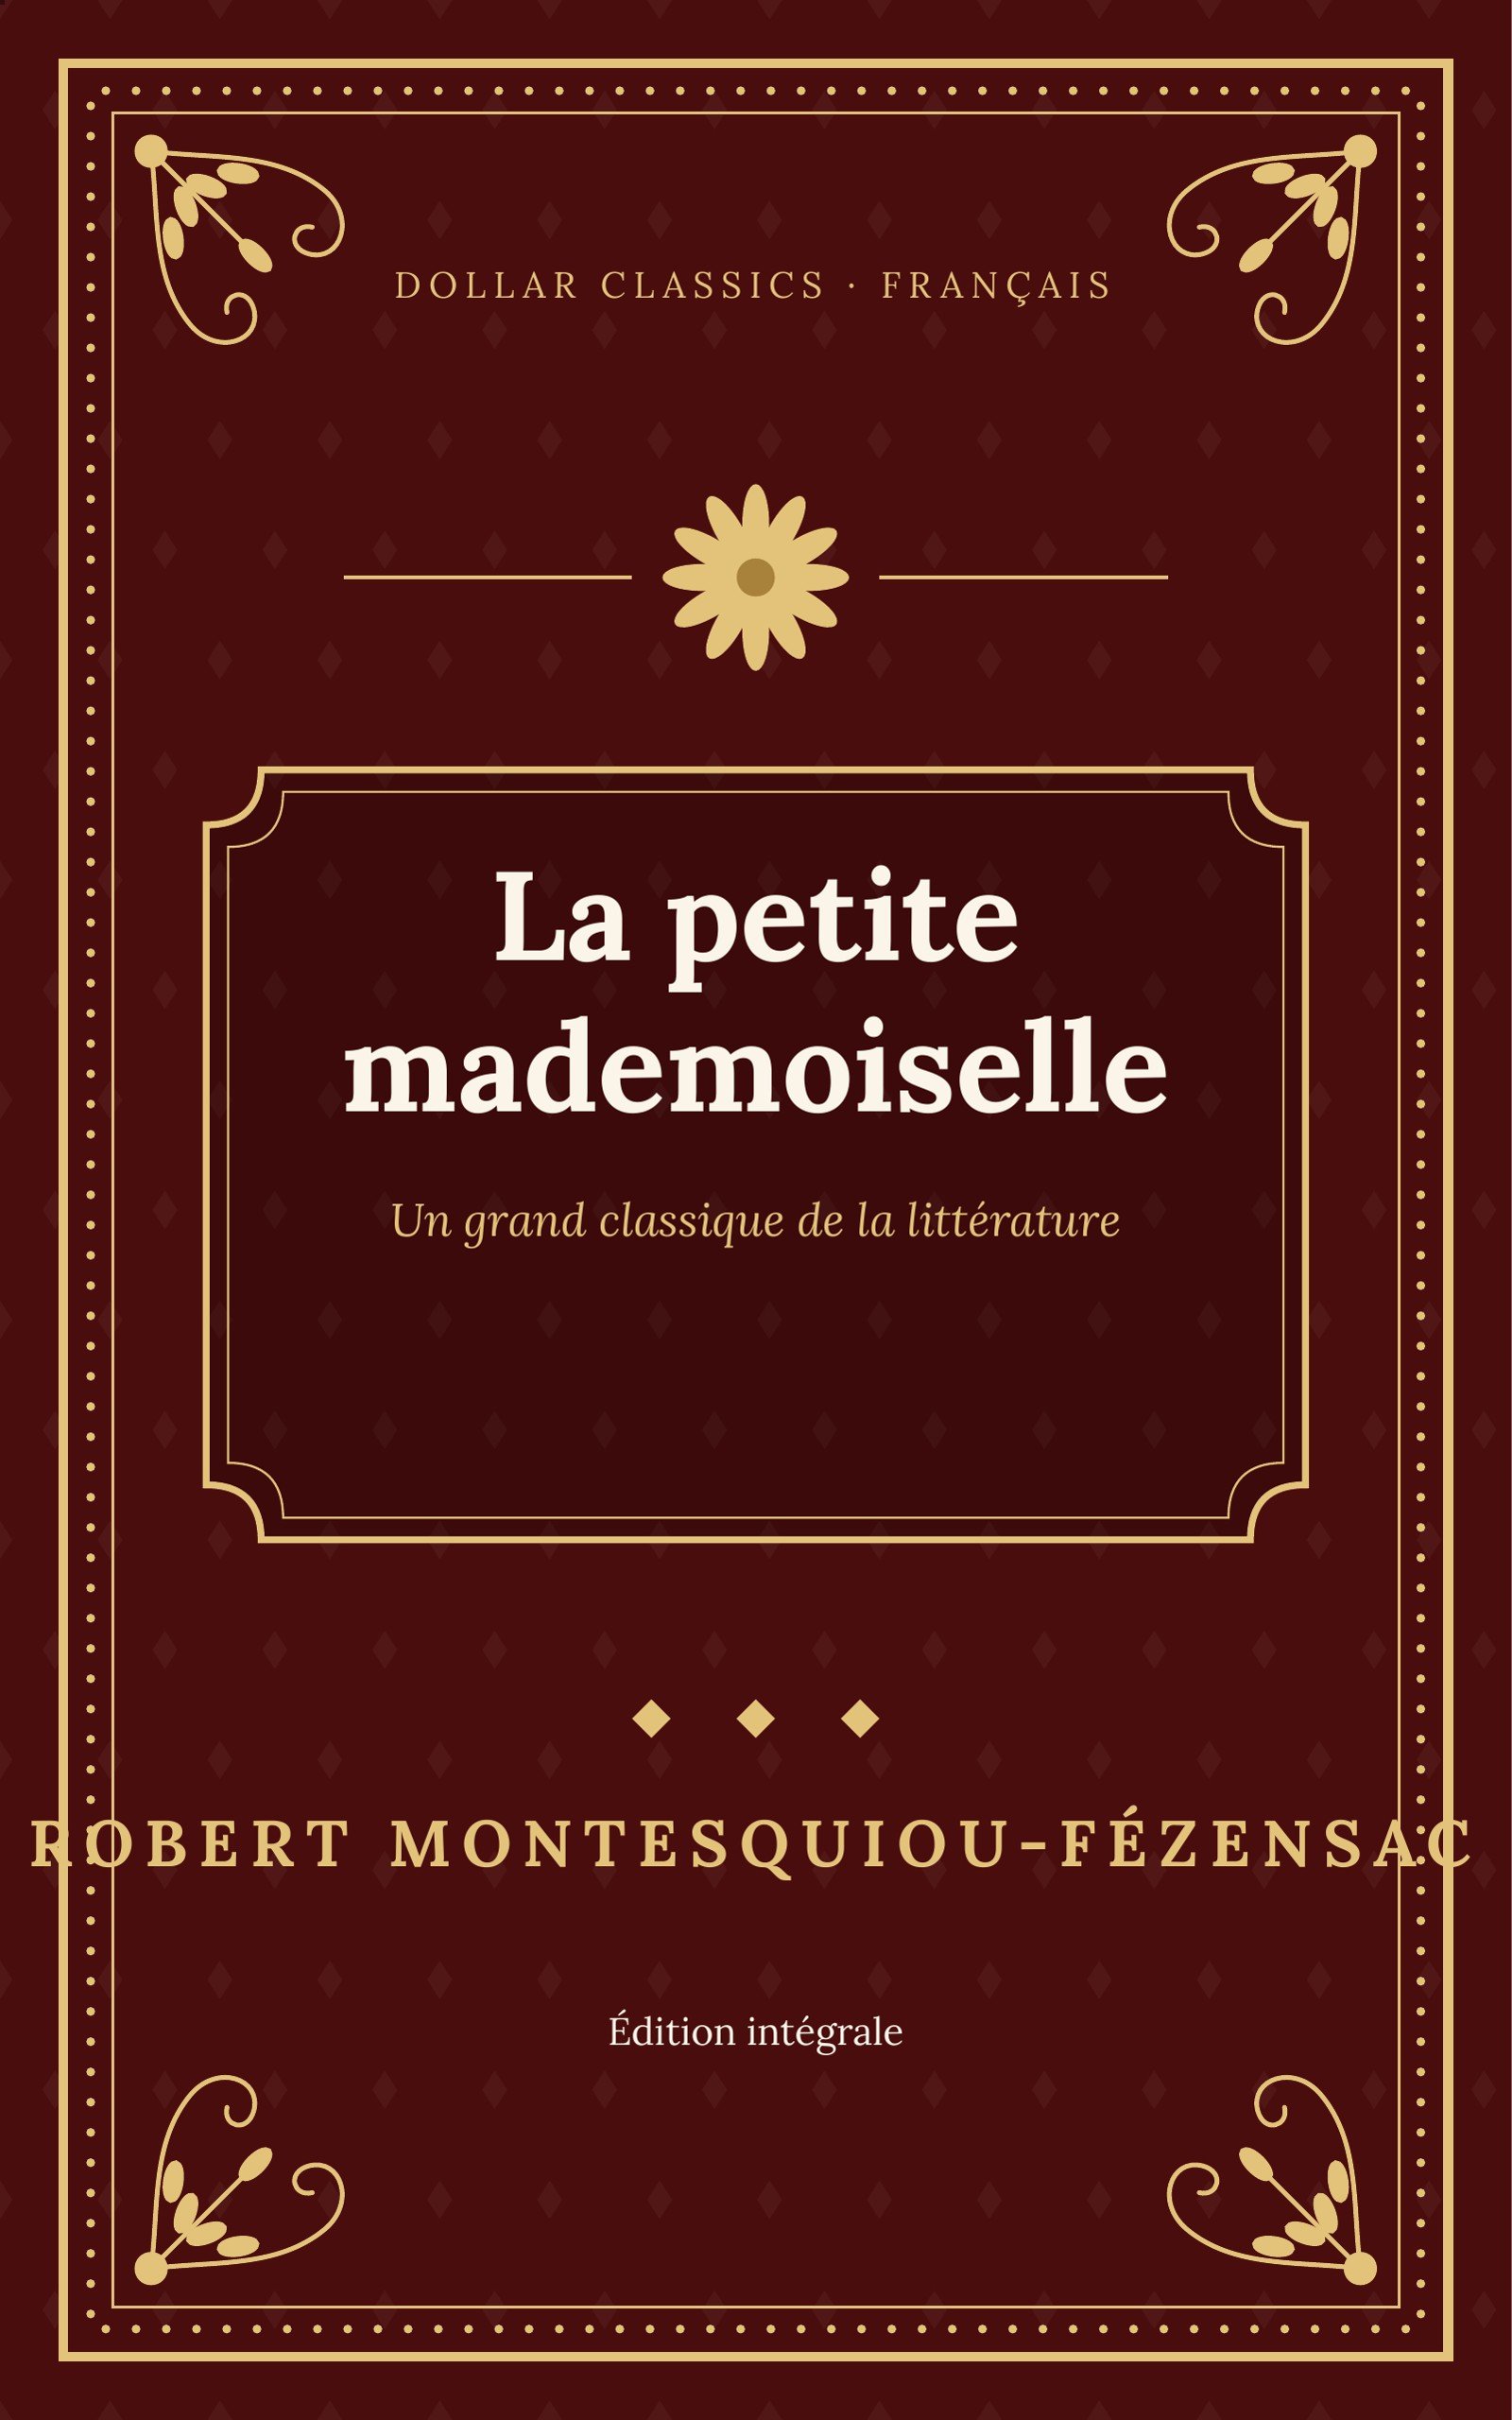 DOLLAR CLASSICS · FRANÇAIS
La petite
mademoiselle
Un grand classique de la littérature
ROBERT MONTESQUIOU-FÉZENSAC
Édition intégrale